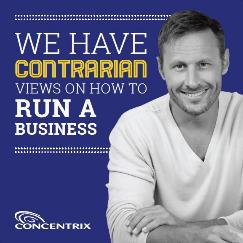 WE HAVE
CONTRARIAN
VIEWS ON HOW TO
RUN A
BUSINESS
CONCENTRIX